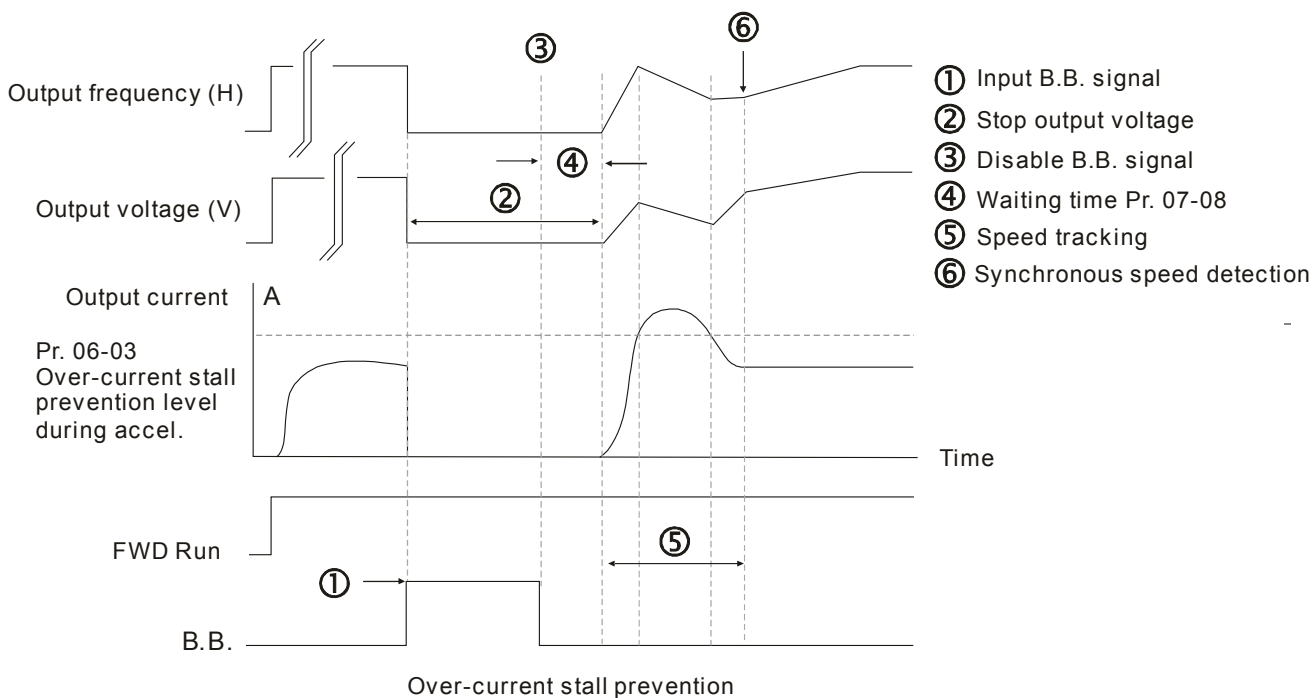 ⑥
③
Output frequency (H)
④
Output voltage (V)
②
① Input B.B. signal
② Stop output voltage
③ Disable B.B. signal
④ Waiting time Pr. 07-08
⑤ Speed tracking
⑥ Synchronous speed detection
Output current
A
Pr. 06-03
Over-current stall
prevention level
during accel.
Time
FWD Run
⑤
①
B.B.
Over-current stall prevention